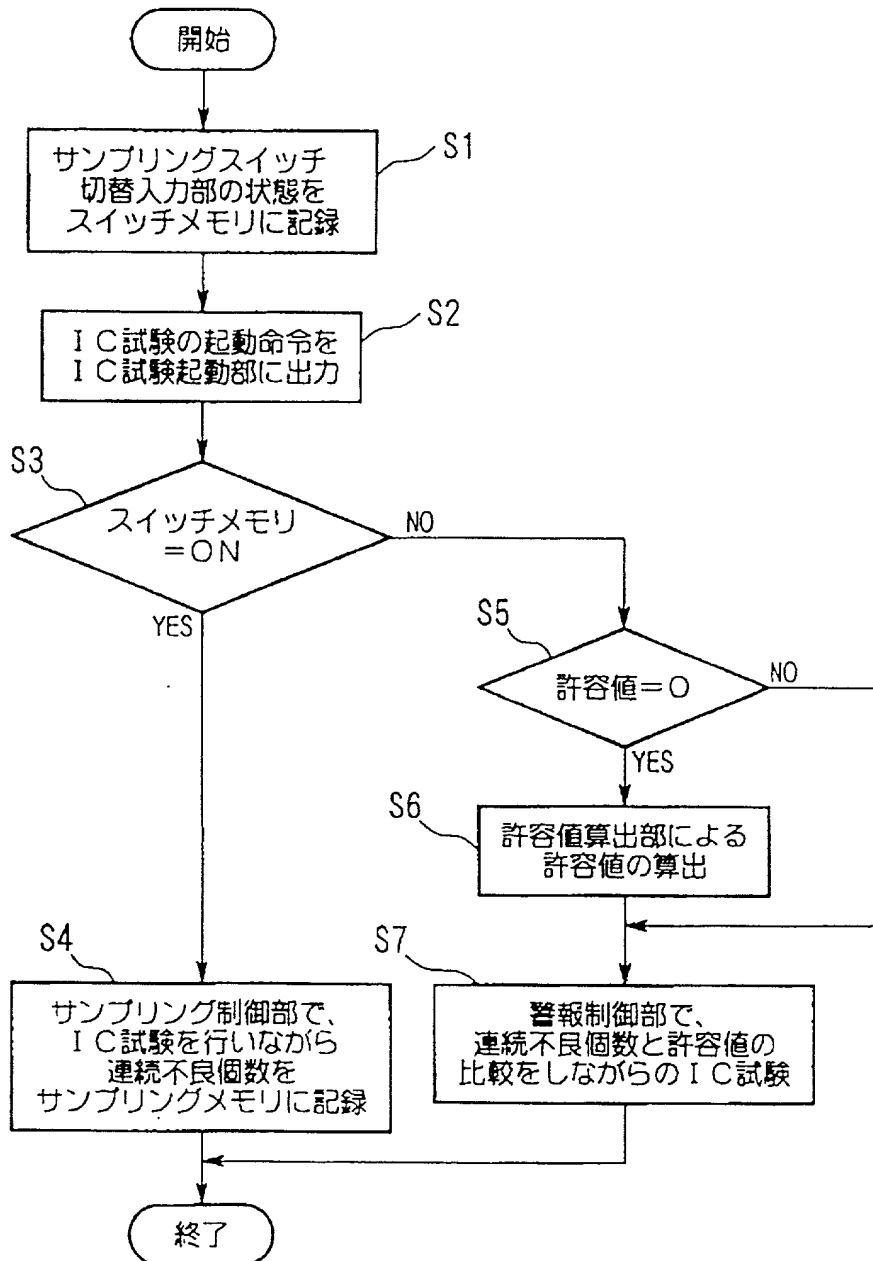 開始
サンプリングスイッチ
切替入力部の状態を
スイッチメモリに記録
S1
ＩＣ試験の起動命令を
ＩＣ試験起動部に出力
S2
S3
スイッチメモリ
＝ＯＮ
NO
YES
S5
許容値＝０
NO
YES
S6
許容値算出部による
許容値の算出
S4
サンプリング制御部で、
ＩＣ試験を行いながら
連続不良個数を
サンプリングメモリに記録
S7
警報制御部で、
連続不良個数と許容値の
比較をしながらのＩＣ試験
終了